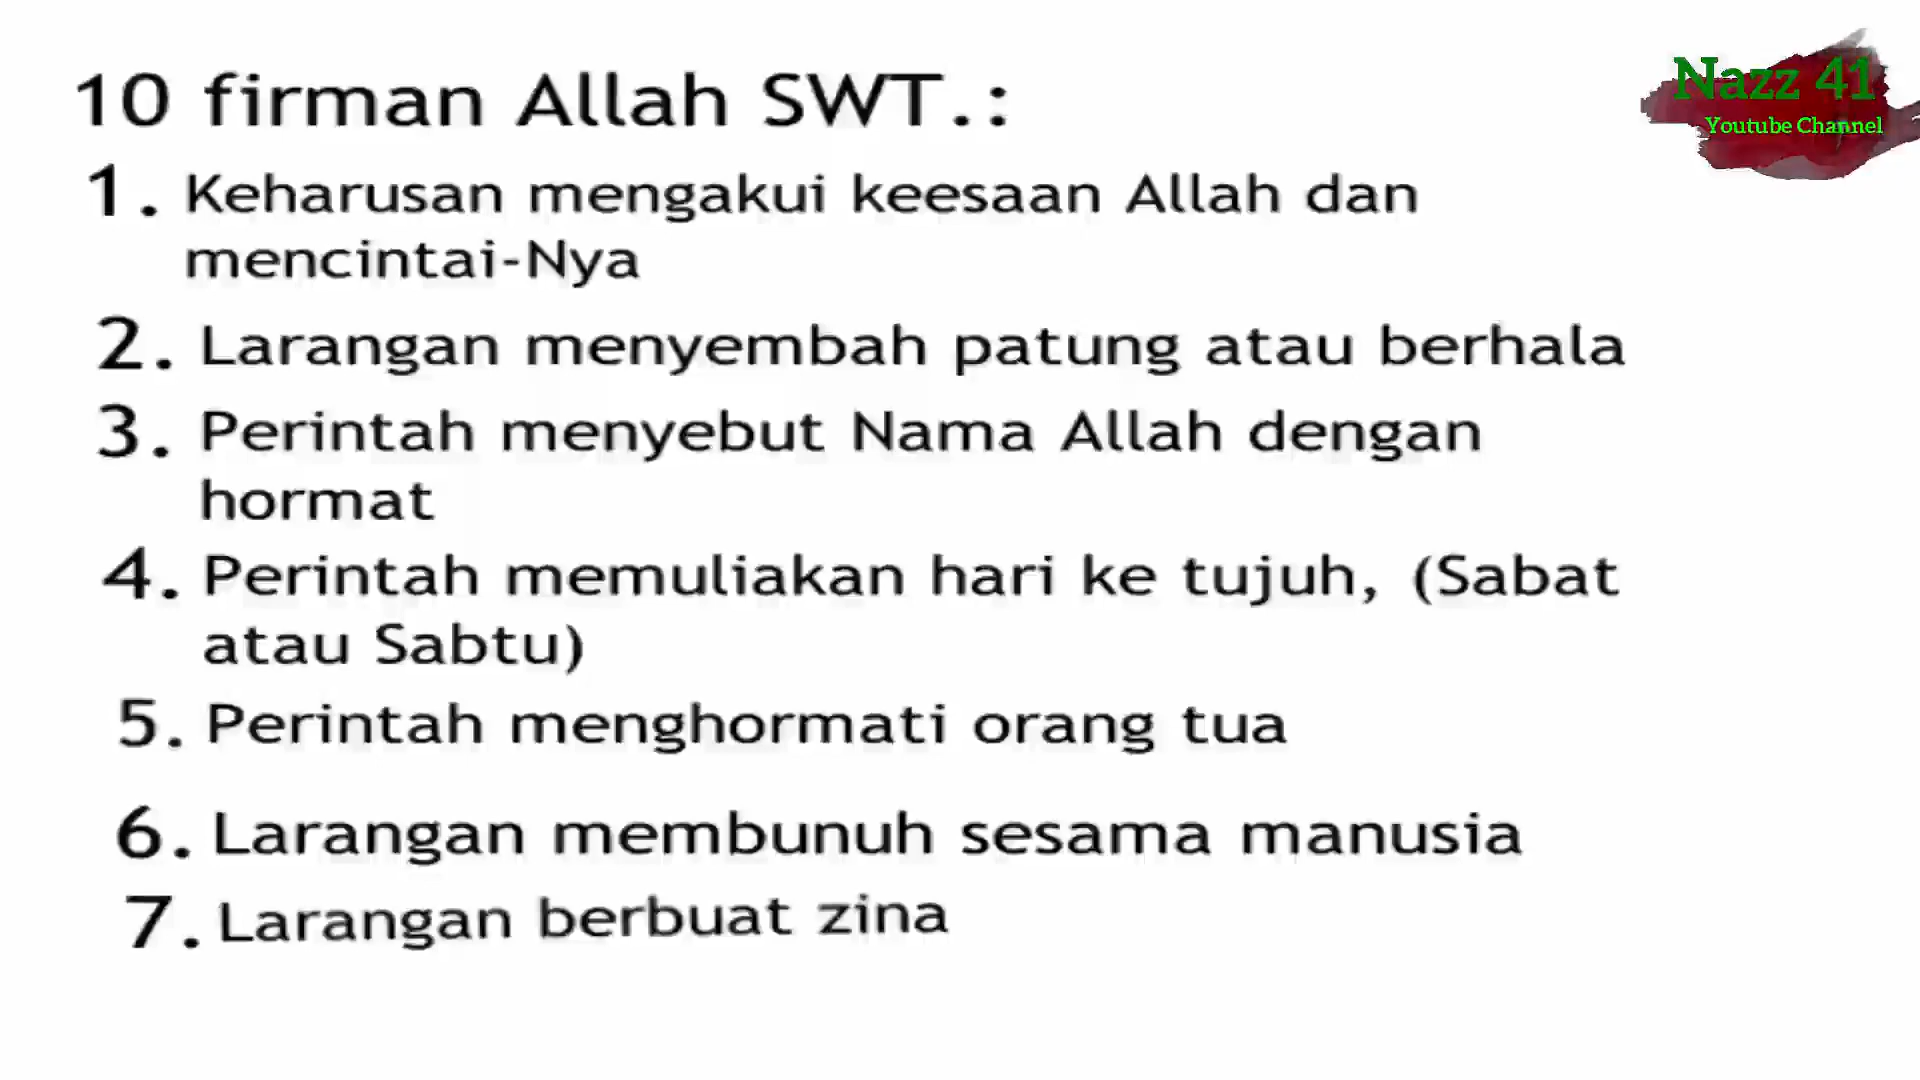 10 firman Allah SWT.:
1. Keharusan mengakui keesaan Allah dan
mencintai-Nya
2. Larangan menyembah patung atau berhala
3. Perintah menyebut Nama Allah dengan
hormat
4. Perintah memuliakan hari ke tujuh, (Sabat
atau Sabtu)
5. Perintah menghormati orang tua
6. Larangan membunuh sesama manusia
7. Larangan berbuat zina
Nazz 41
Youtube Channel